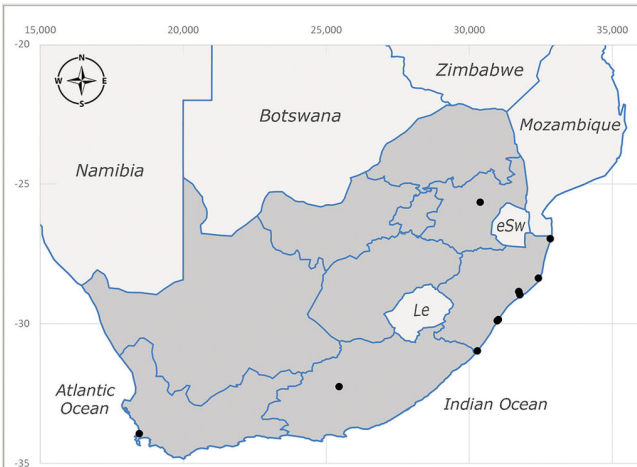 15,000 20,000 25,000 30,000 35,000
-20
N
W E
S
Zimbabwe
Botswana
Mozambique
Namibia
-25
eSw
Le
-30
Atlantic
Ocean
Indian Ocean
-35